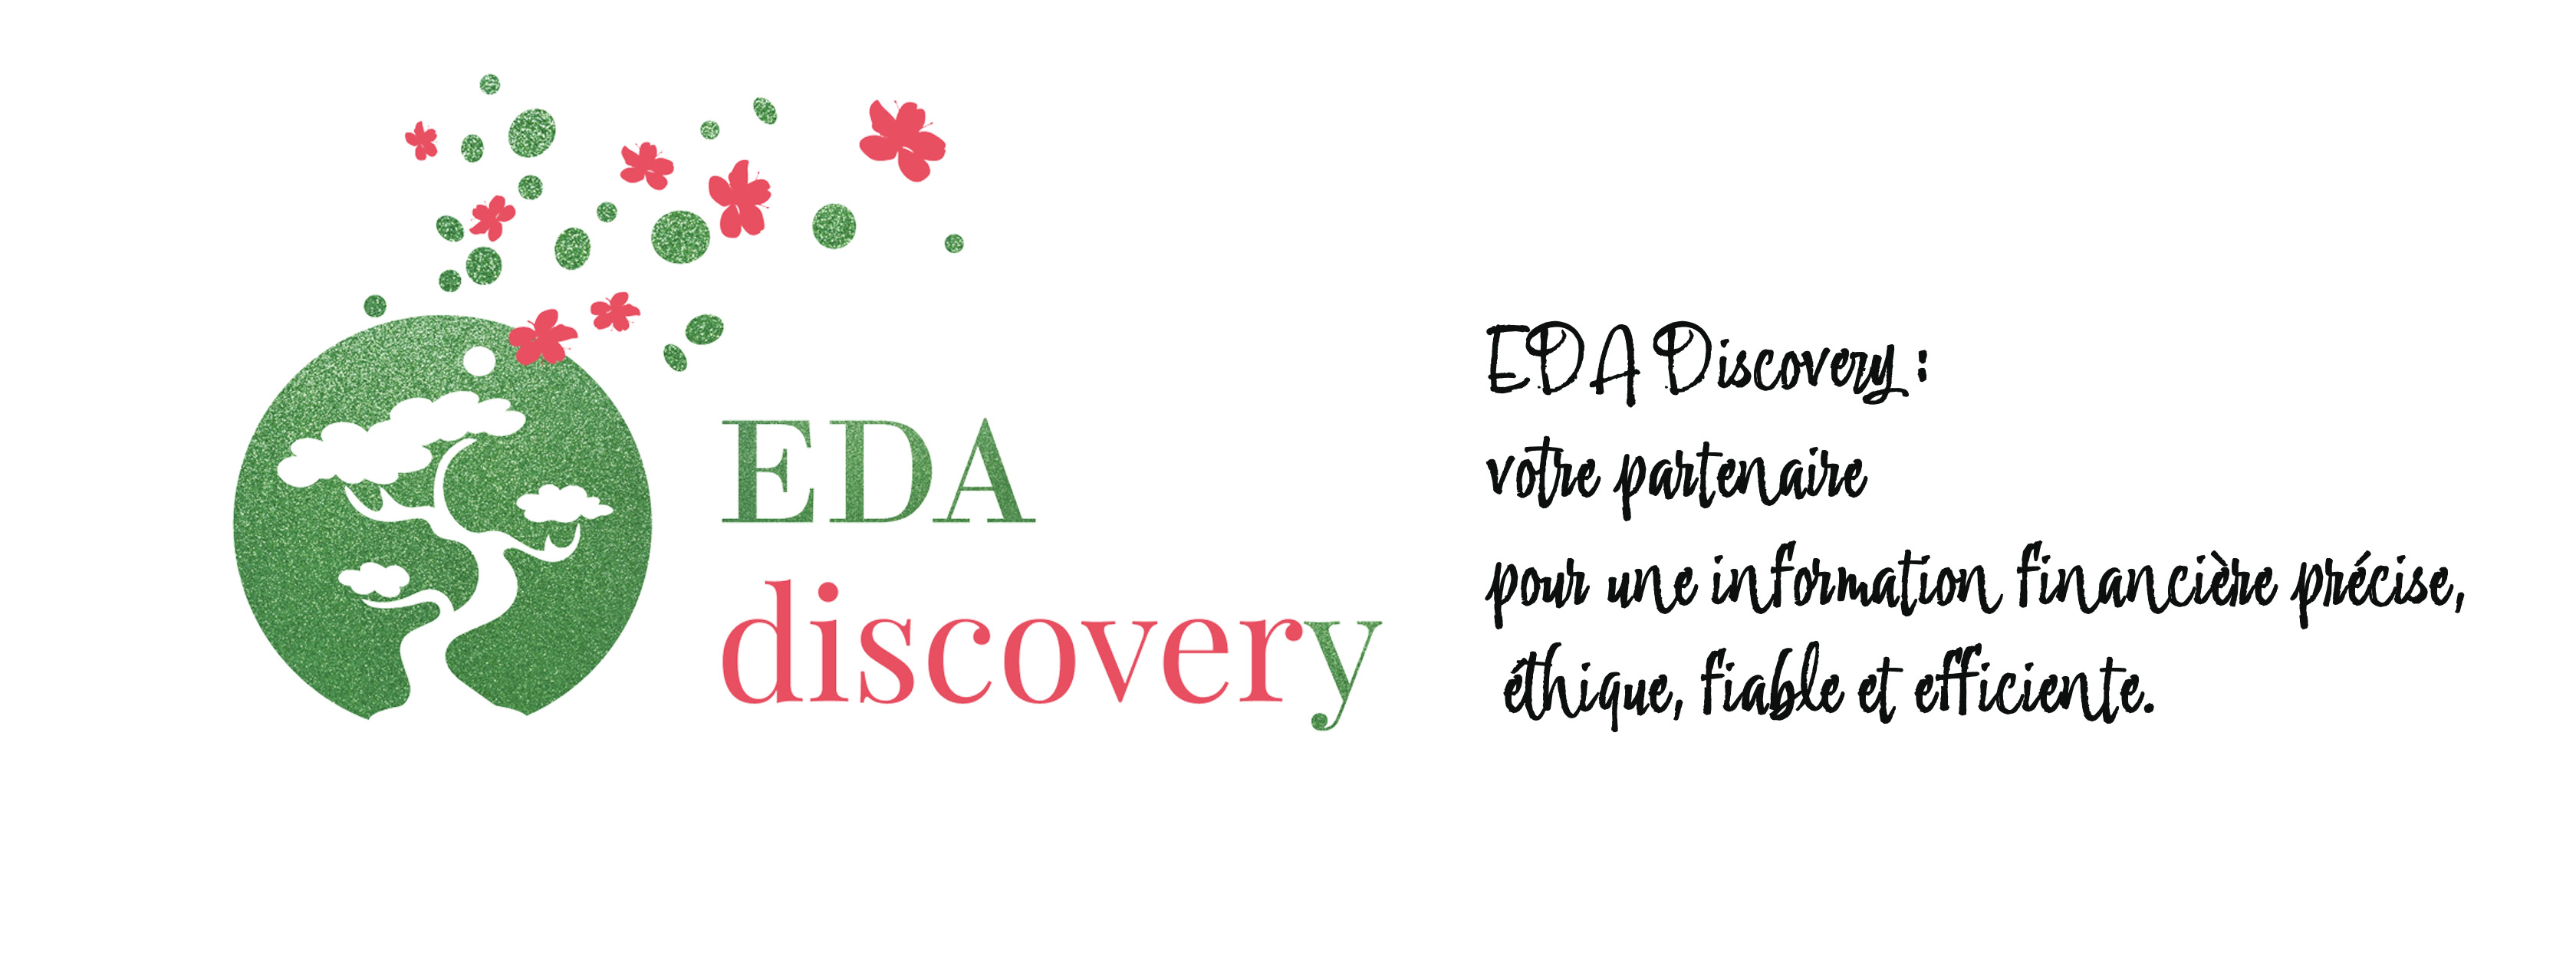 EDA
discovery
EDA Discovery :
votre partenaire
pour une information financière précise,
éthique, fiable et efficiente.